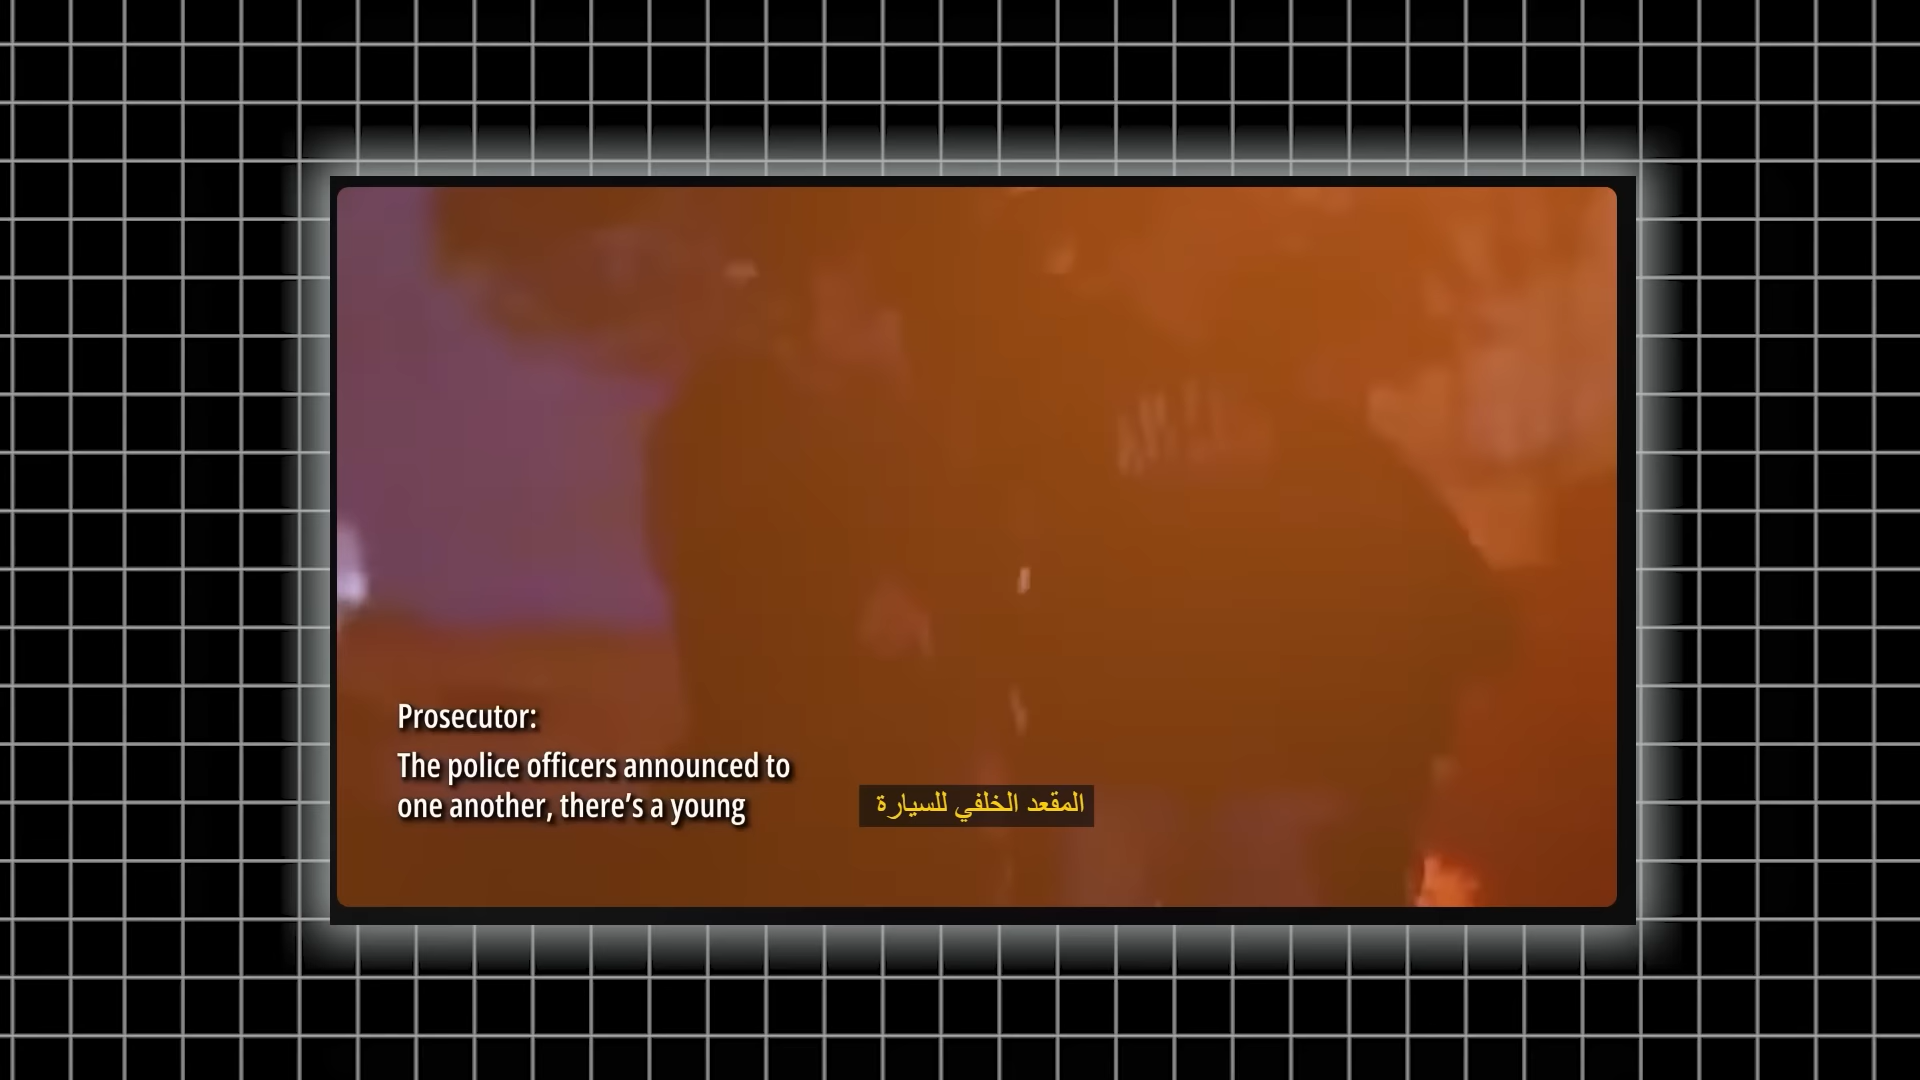 Prosecutor:
The police officers announced to
one another, there’s a young
المقعد الخلفي للسيارة